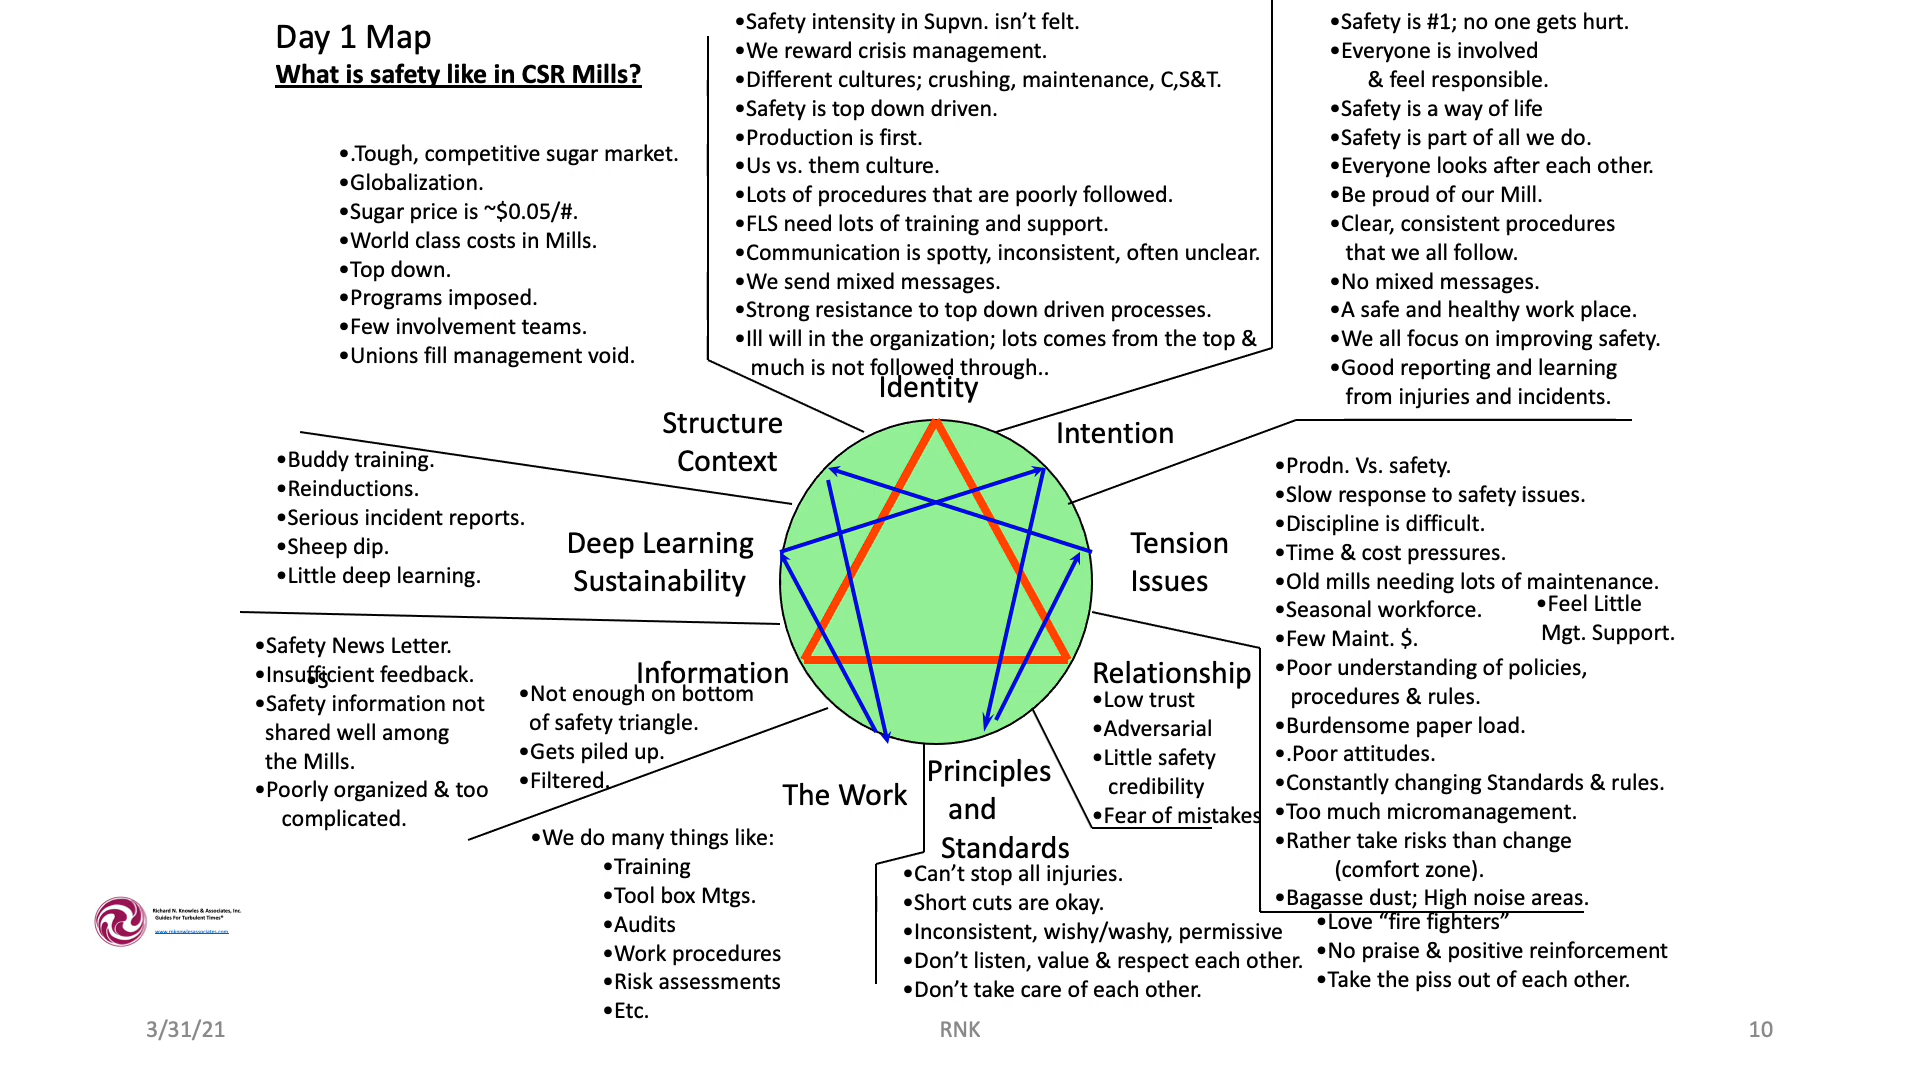 Day 1 Map
What is safety like in CSR Mills?
•.Tough, competitive sugar market.
•Globalization.
•Sugar price is ~$0.05/#.
•World class costs in Mills.
•Top down.
•Programs imposed.
•Few involvement teams.
•Unions fill management void.
•Safety intensity in Supvn. isn’t felt.
•We reward crisis management.
•Different cultures; crushing, maintenance, C,S&T.
•Safety is top down driven.
•Production is first.
•Us vs. them culture.
•Lots of procedures that are poorly followed.
•FLS need lots of training and support.
•Communication is spotty, inconsistent, often unclear.
•We send mixed messages.
•Strong resistance to top down driven processes.
•Ill will in the organization; lots comes from the top &
much is not followed through..
•Safety is #1; no one gets hurt.
•Everyone is involved
& feel responsible.
•Safety is a way of life
•Safety is part of all we do.
•Everyone looks after each other.
•Be proud of our Mill.
•Clear, consistent procedures
that we all follow.
•No mixed messages.
•A safe and healthy work place.
•We all focus on improving safety.
•Good reporting and learning
from injuries and incidents.
Identity
Structure
Context
Intention
•Buddy training.
•Reinductions.
•Serious incident reports.
•Sheep dip.
•Little deep learning.
Deep Learning
Sustainability
Tension
Issues
•Prodn. Vs. safety.
•Slow response to safety issues.
•Discipline is difficult.
•Time & cost pressures.
•Old mills needing lots of maintenance.
•Seasonal workforce.
•Few Maint. $.
•Poor understanding of policies,
procedures & rules.
•Burdensome paper load.
•.Poor attitudes.
•Constantly changing Standards & rules.
•Too much micromanagement.
•Rather take risks than change
(comfort zone).
•Bagasse dust; High noise areas.
•Feel Little
Mgt. Support.
•Safety News Letter.
•Insufficient feedback.
•S
•Safety information not
shared well among
the Mills.
•Poorly organized & too
complicated.
Information
•Not enough on bottom
of safety triangle.
•Gets piled up.
•Filtered.
Relationship
•Low trust
•Adversarial
•Little safety
credibility
•Fear of mistakes
The Work
•We do many things like:
•Training
•Tool box Mtgs.
•Audits
•Work procedures
•Risk assessments
•Etc.
Principles
and
Standards
•Can’t stop all injuries.
•Short cuts are okay.
•Inconsistent, wishy/washy, permissive
•Don’t listen, value & respect each other.
•Don’t take care of each other.
•Love “fire fighters”
•No praise & positive reinforcement
•Take the piss out of each other.
Richard N. Knowles & Associates, Inc.
Guides For Turbulent Times®
www.rnknowlesassociates.com
3/31/21
RNK
10